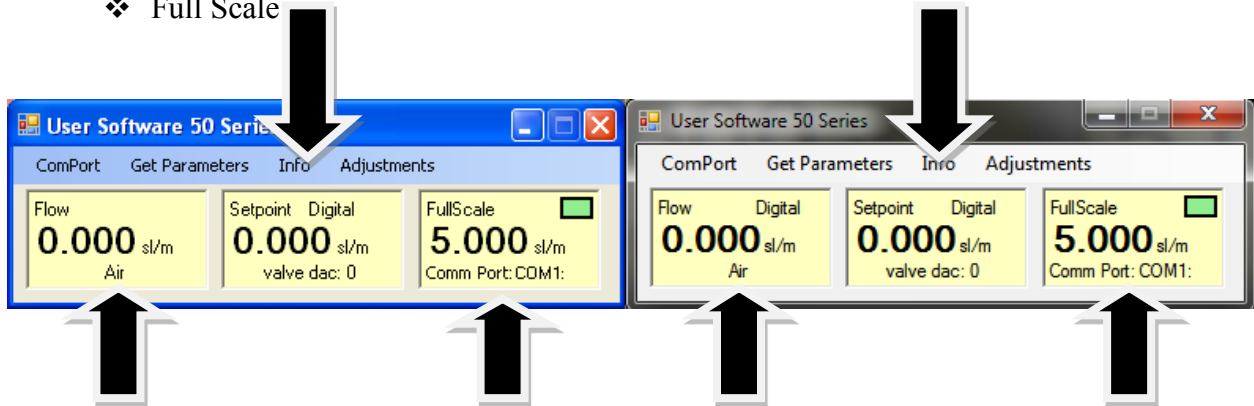 ❖ Full Scale
User Software 50 Series
ComPort Get Parameters Info Adjustments
Flow
0.000 sl/m
Air
Setpoint Digital
0.000 sl/m
valve dac: 0
FullScale
5.000 sl/m
Comm Port: COM1:
User Software 50 Series
ComPort Get Parameters Info Adjustments
Flow Digital
0.000 sl/m
Air
Setpoint Digital
0.000 sl/m
valve dac: 0
FullScale
5.000 sl/m
Comm Port: COM1: